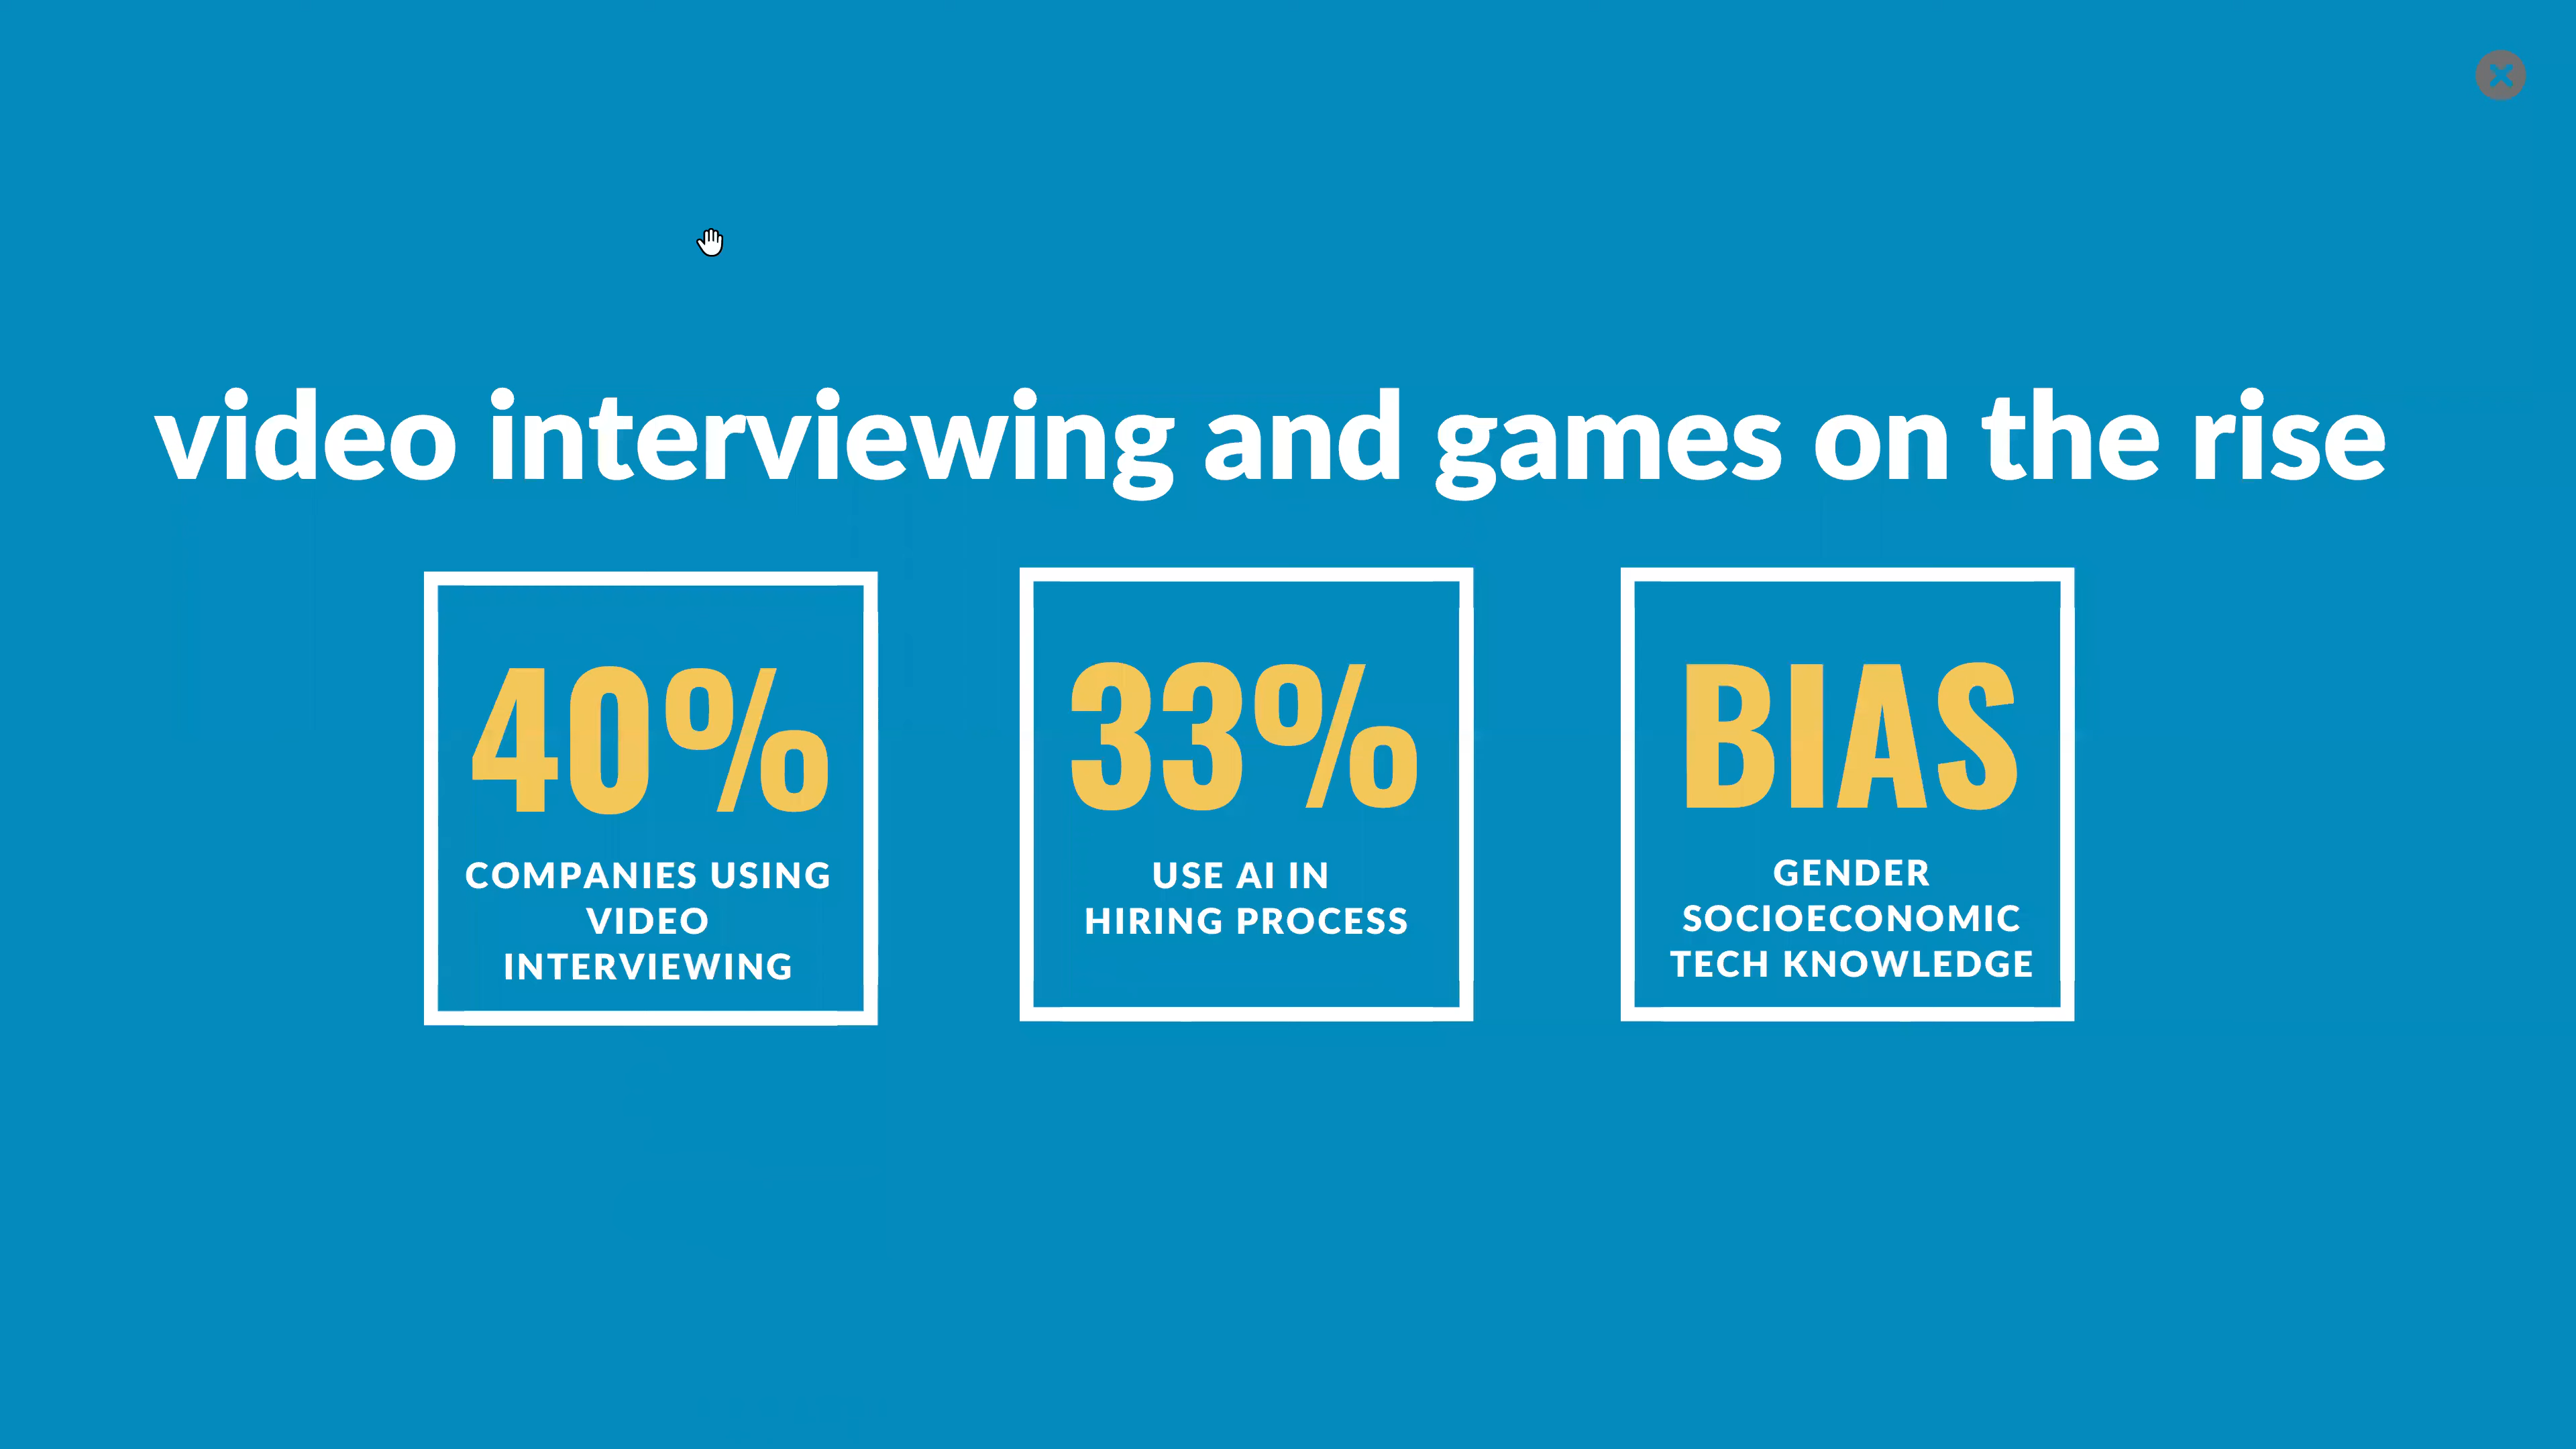 video interviewing and games on the rise
40%
COMPANIES USING
VIDEO
INTERVIEWING
33%
USE AI IN
HIRING PROCESS
BIAS
GENDER
SOCIOECONOMIC
TECH KNOWLEDGE